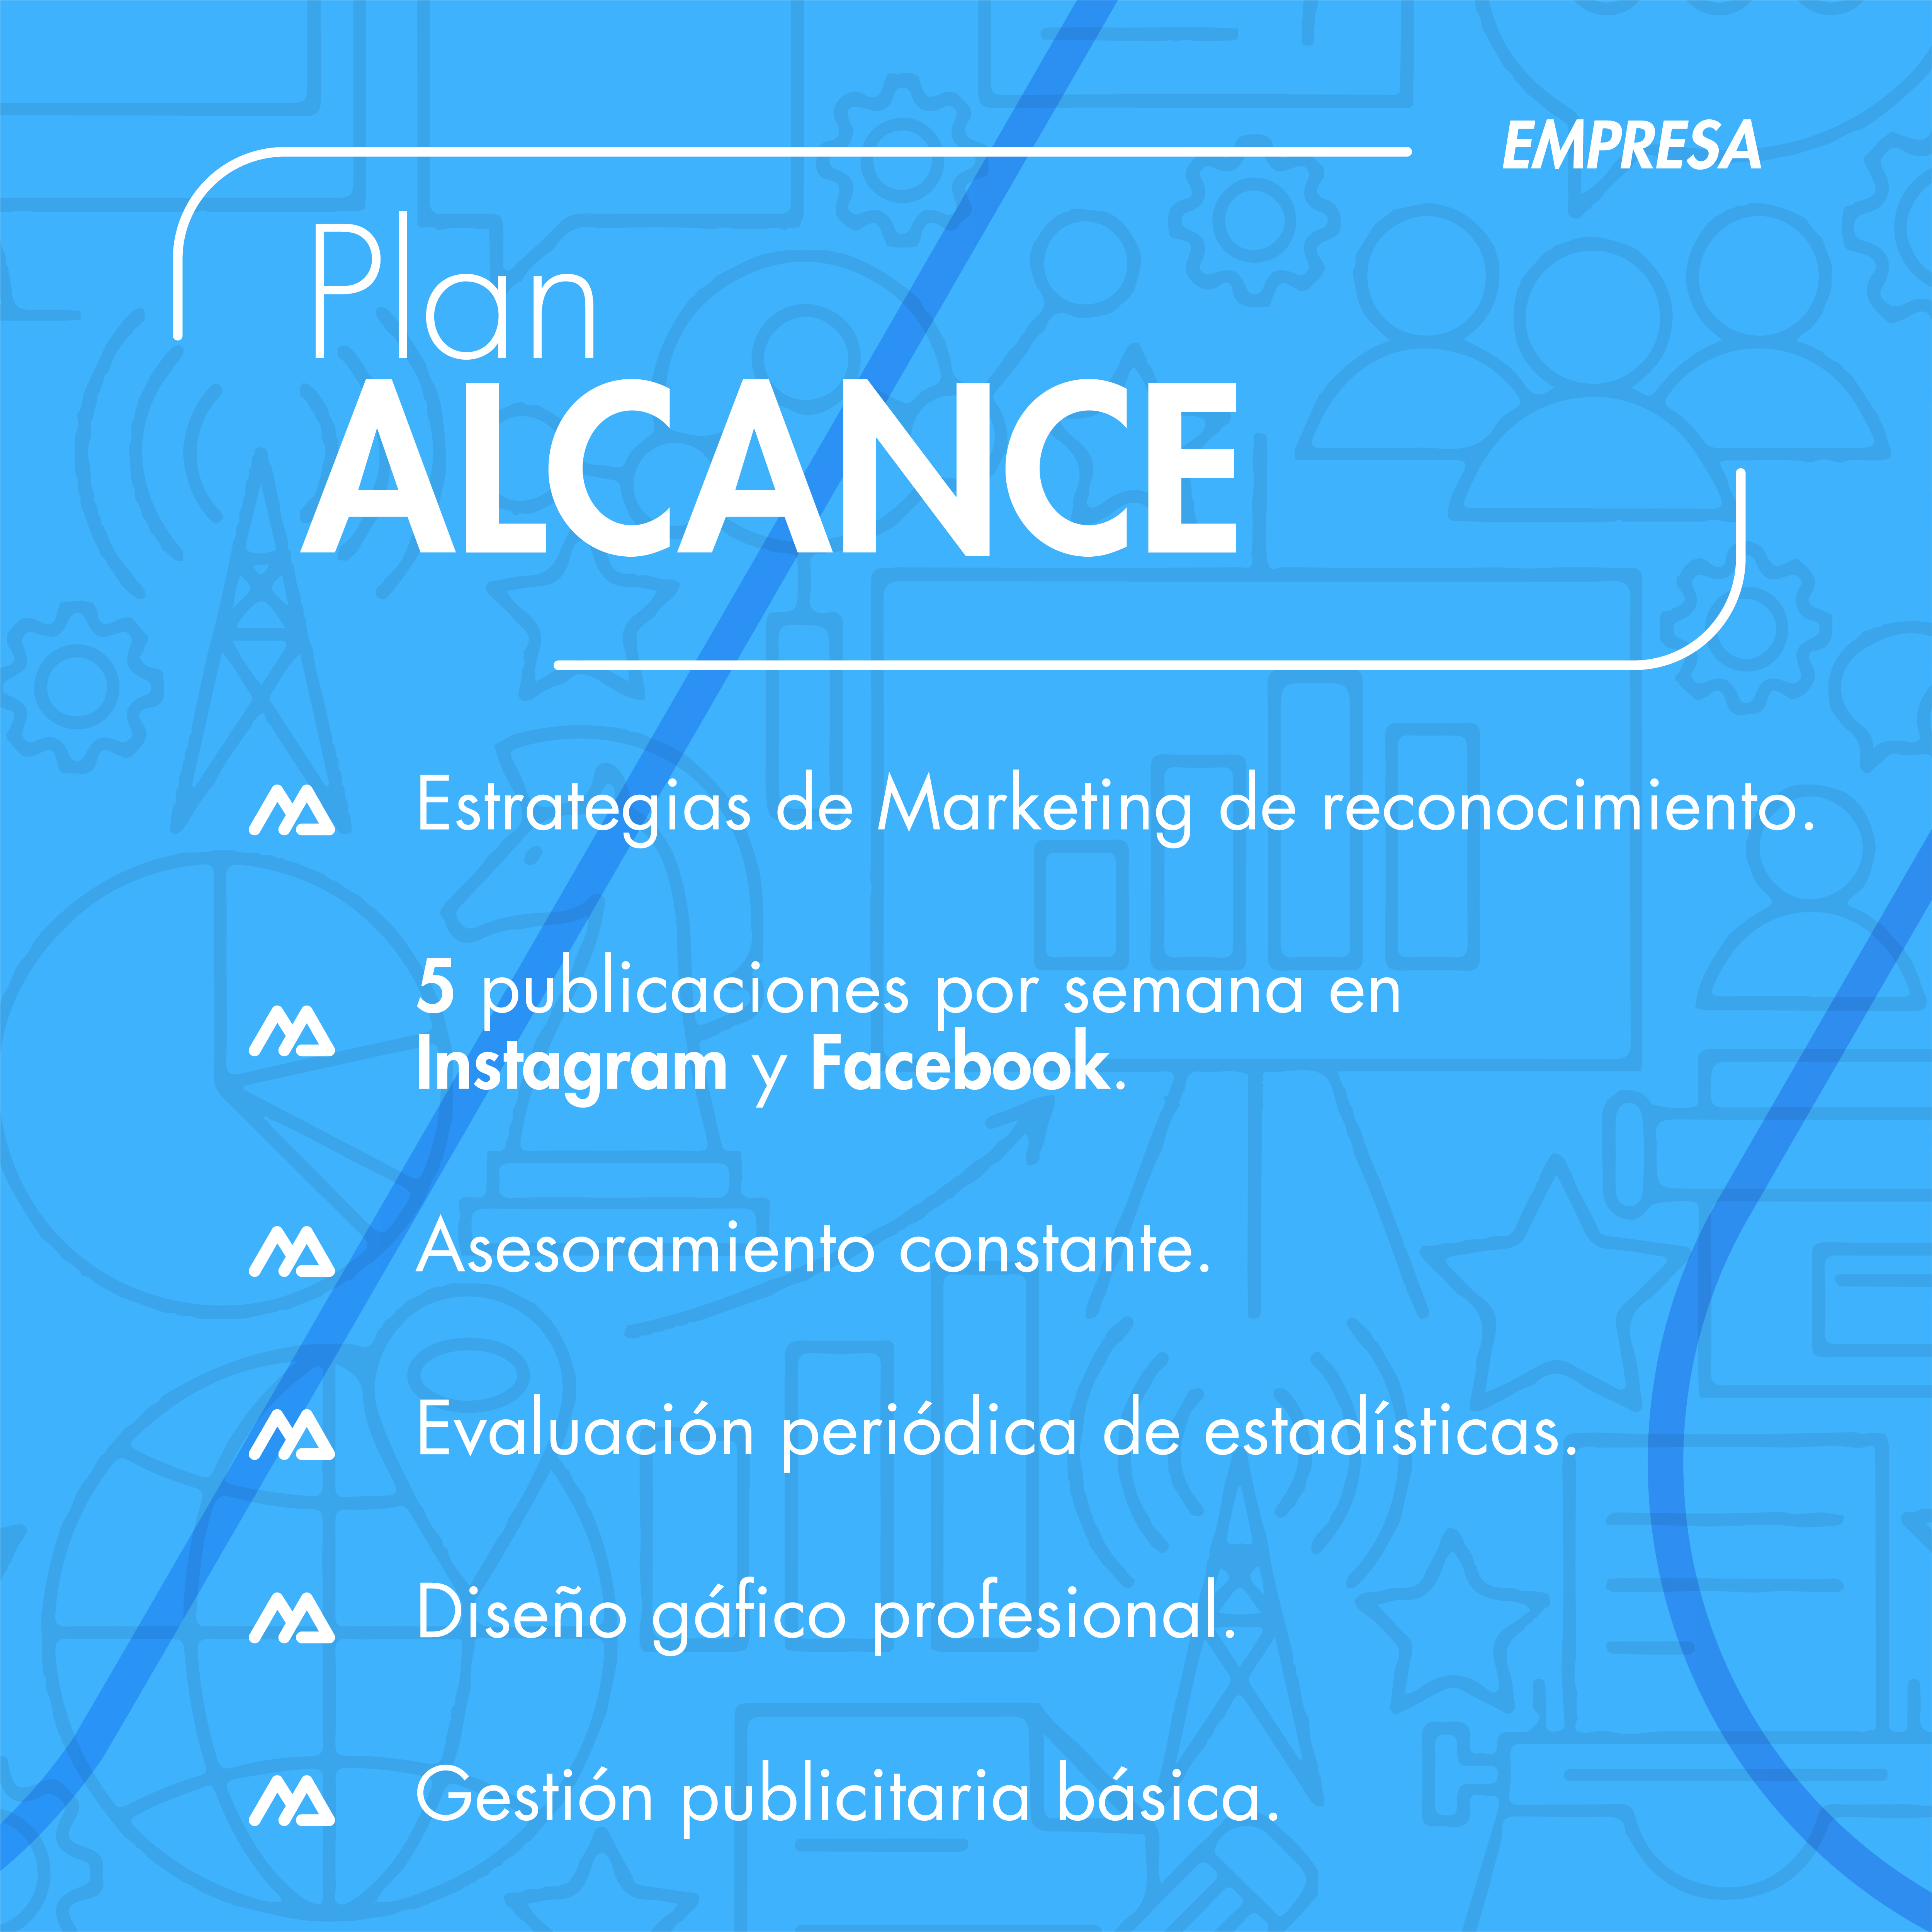 EMPRESA
Plan
ALCANCE
Estrategias de Marketing de reconocimiento.
5 publicaciones por semana en
Instagram y Facebook.
Asesoramiento constante.
Evaluación periódica de estadísticas.
Diseño gáfico profesional.
Gestión publicitaria básica.